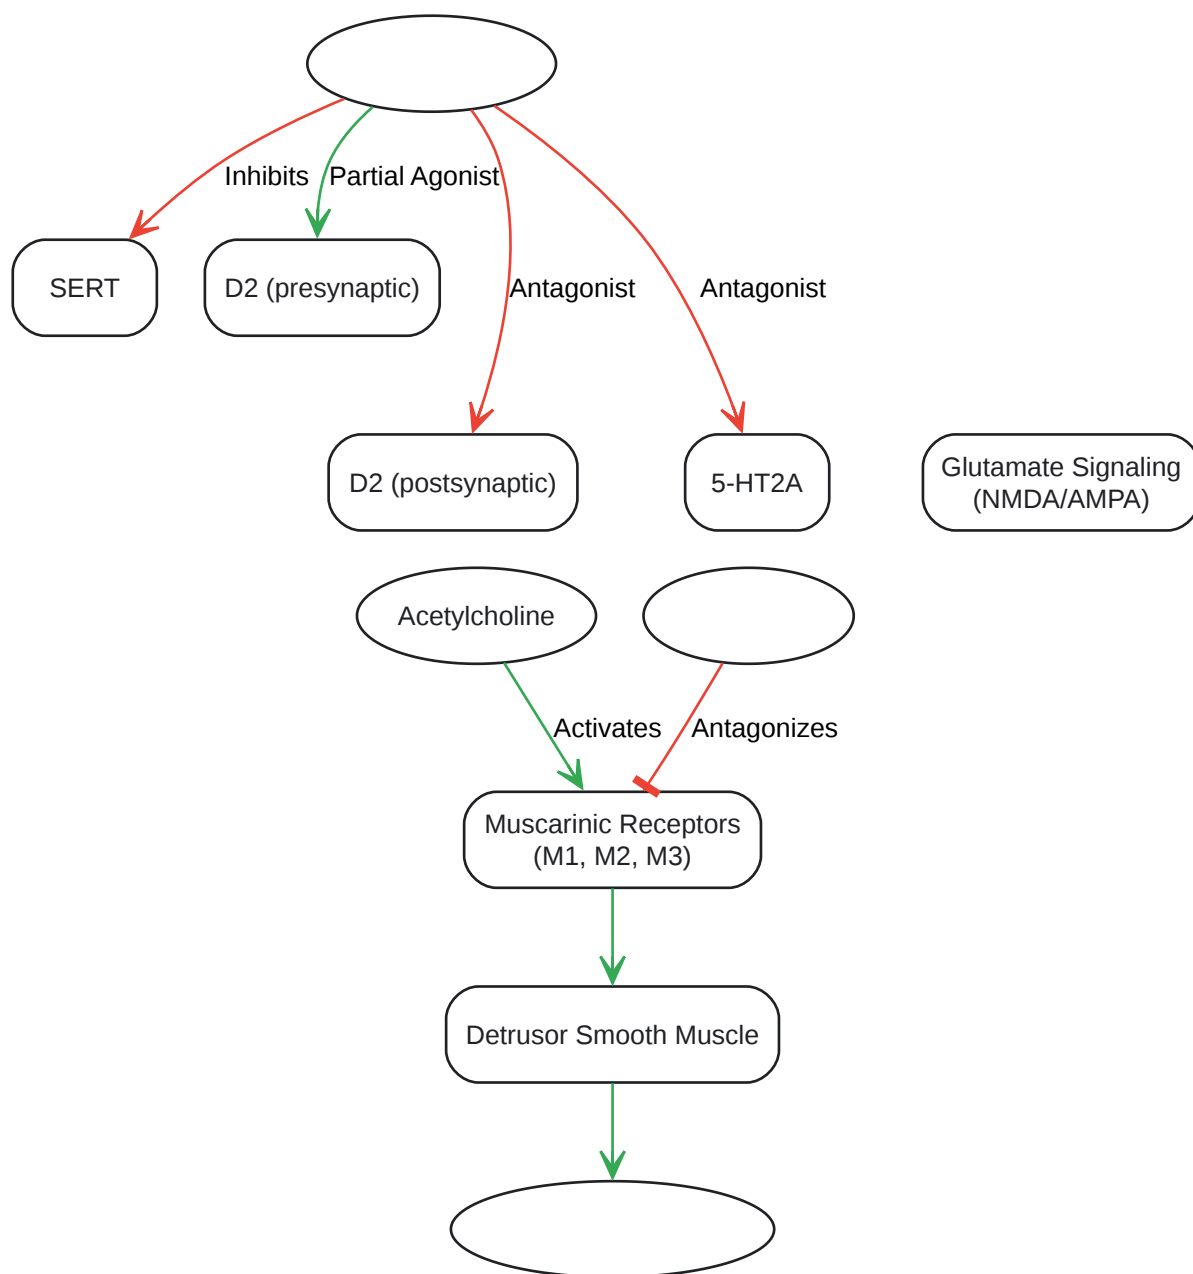 Inhibits
Partial Agonist
SERT
D2 (presynaptic)
Antagonist
Antagonist
D2 (postsynaptic)
5-HT2A
Glutamate Signaling
(NMDA/AMPA)
Acetylcholine
Activates
Antagonizes
Muscarinic Receptors
(M1, M2, M3)
Detrusor Smooth Muscle